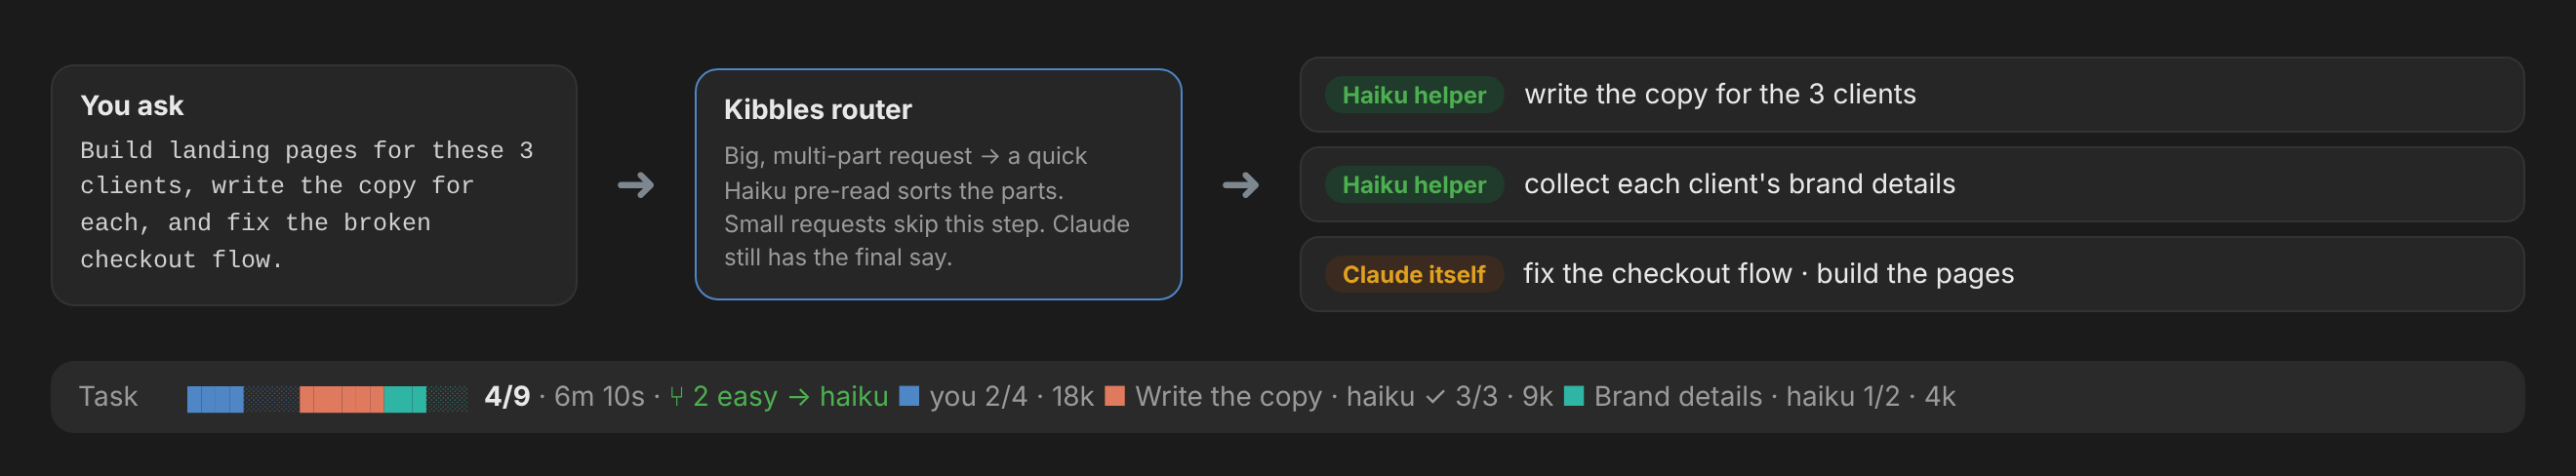 You ask
Build landing pages for these 3
clients, write the copy for
each, and fix the broken
checkout flow.
➜
Kibbles router
Big, multi-part request → a quick
Haiku pre-read sorts the parts.
Small requests skip this step. Claude
still has the final say.
➜
Haiku helper write the copy for the 3 clients
Haiku helper collect each client's brand details
Claude itself fix the checkout flow · build the pages
Task 4/9 · 6m 10s · ⑂ 2 easy → haiku ■ you 2/4 · 18k ■ Write the copy · haiku ✓ 3/3 · 9k ■ Brand details · haiku 1/2 · 4k